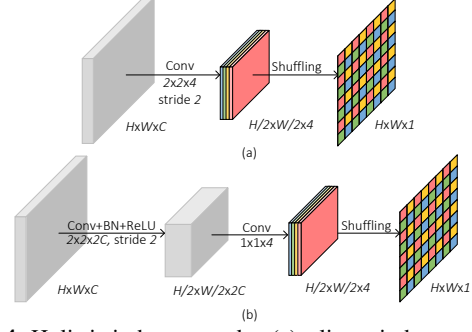 Conv
2x2x4
stride 2
Shuffling
HxWxC
H/2xW/2x4
HxWx1
(a)
Conv+BN+ReLU
2x2x2C, stride 2
Conv
1x1x4
Shuffling
HxWxC
H/2xW/2x2C
H/2xW/2x4
HxWx1
(b)